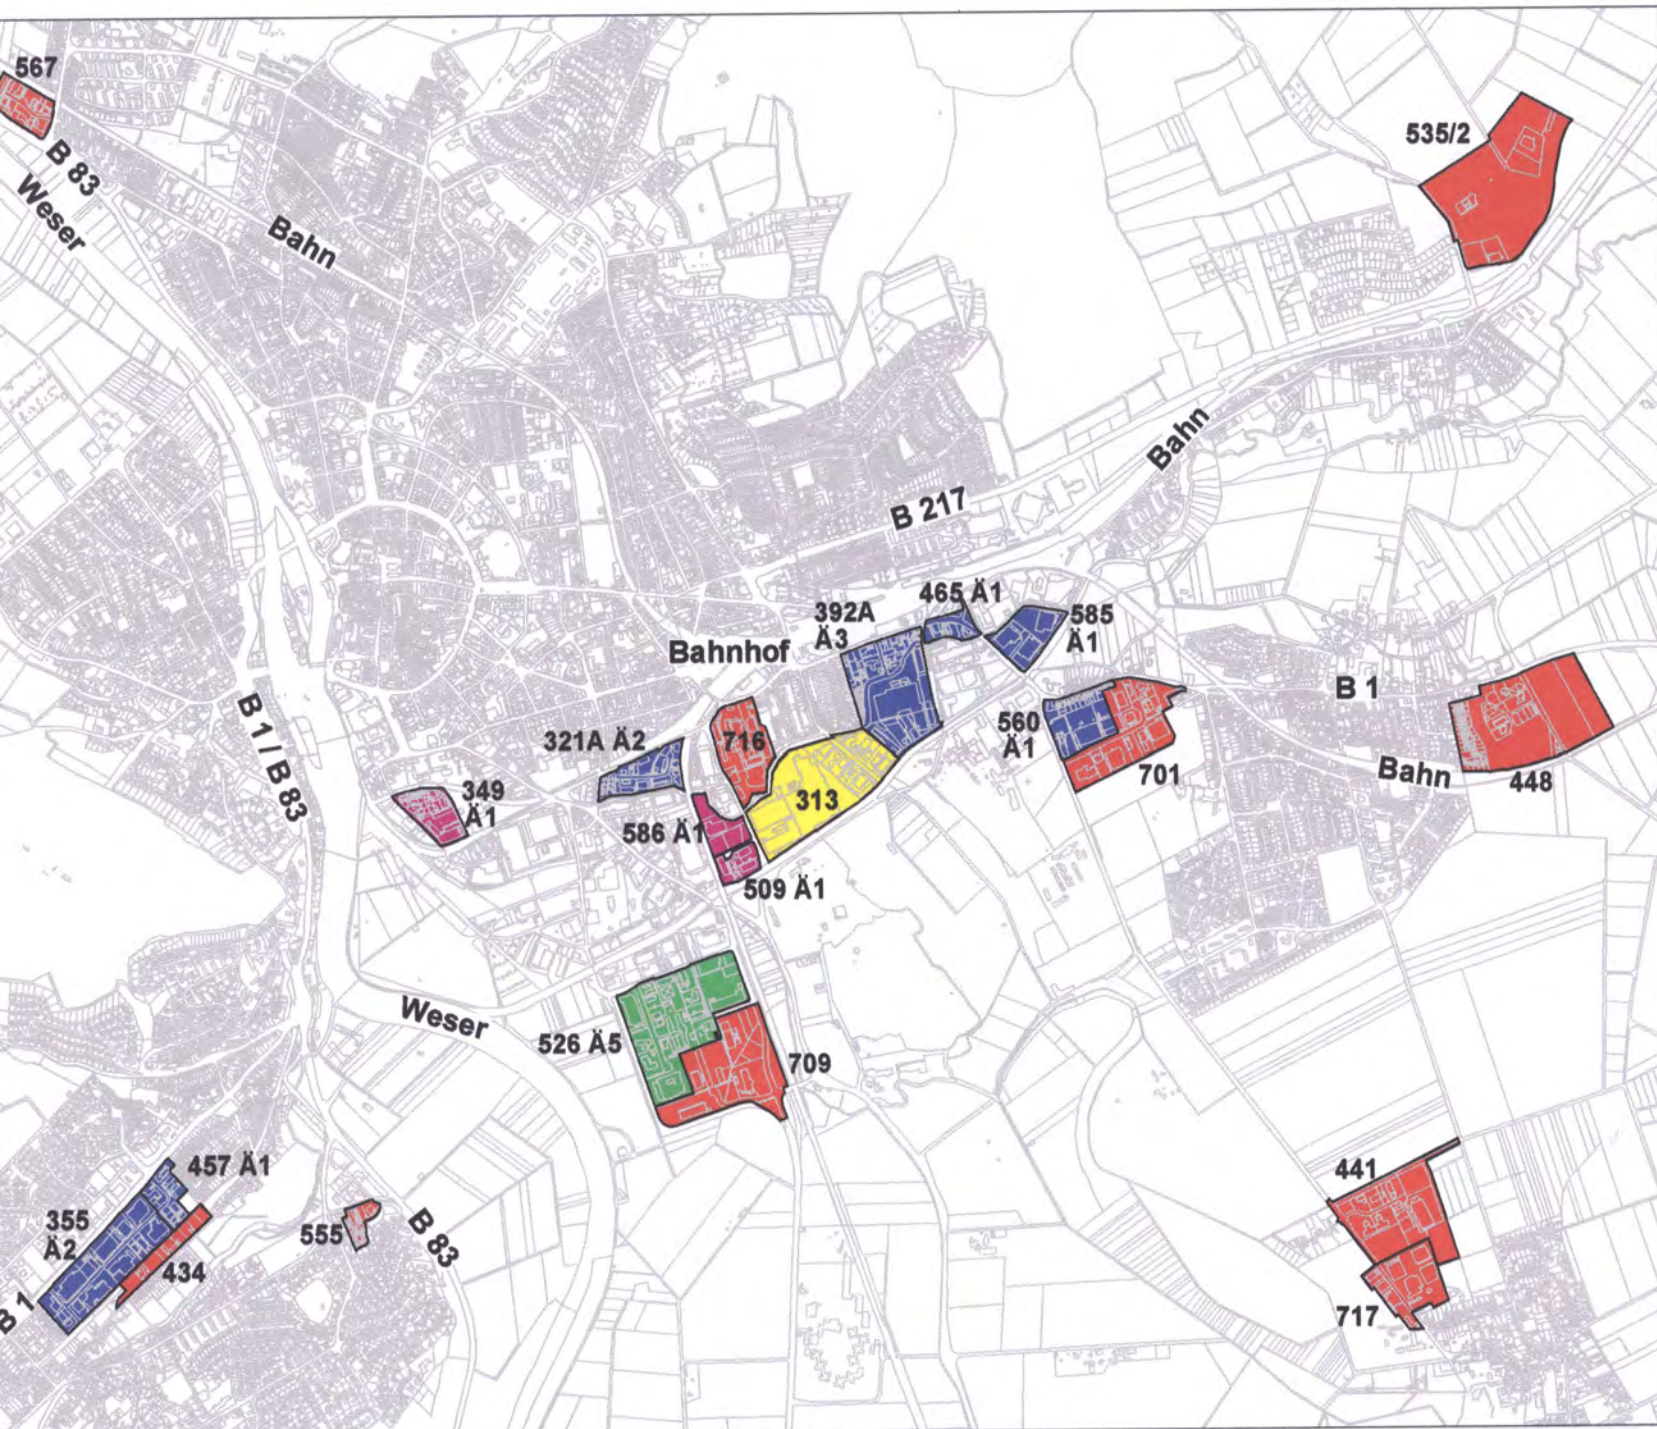 567
B 83
Weser
Bahn
535/2
Bahn
B 217
465 Ä1
392A
Ä3
585
Ä1
Bahnhof
B 1
B 1 / B 83
321A Ä2
716
560
Ä1
Bahn
701
448
349
Ä1
313
586 Ä1
509 Ä1
Weser
526 Ä5
709
457 Ä1
441
355
Ä2
555
B 83
434
B 1
717